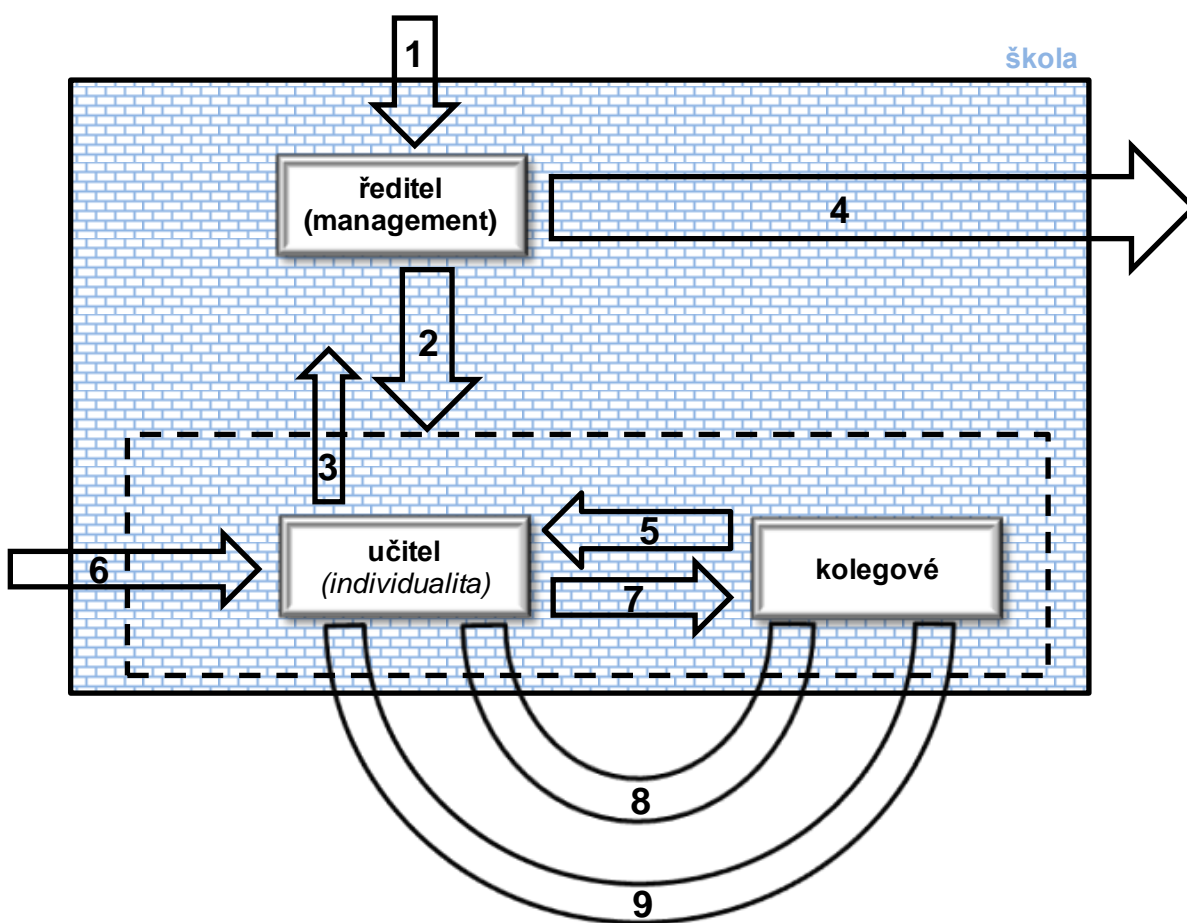 1
škola
ředitel
(management)
4
2
3
5
učitel
(individualita)
kolegové
6
7
8
9